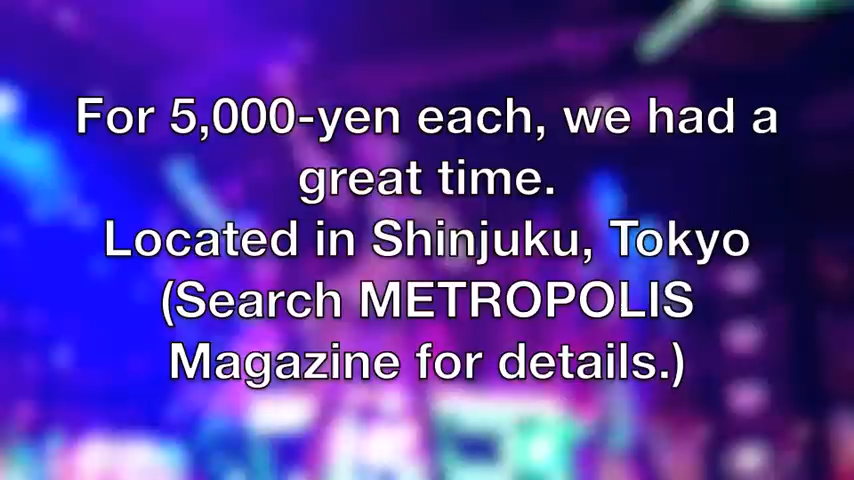 For 5,000-yen each, we had a
great time.
Located in Shinjuku, Tokyo
(Search METROPOLIS
Magazine for details.)